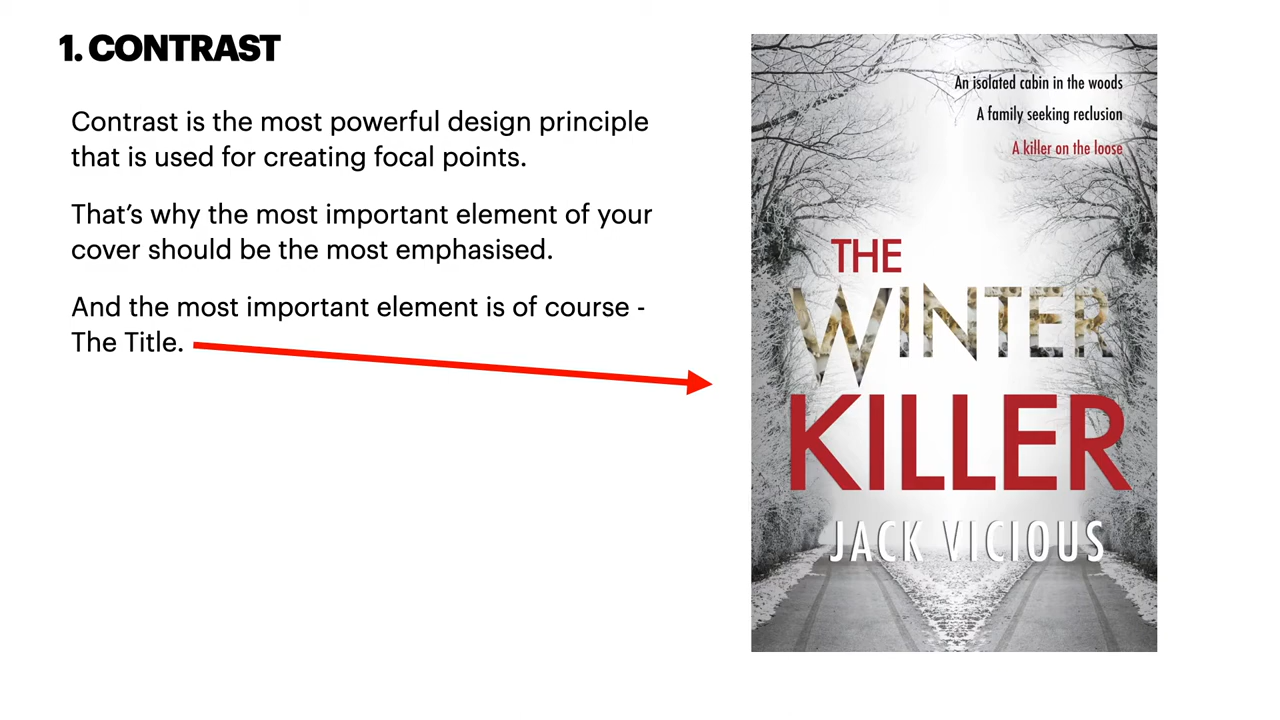 1. CONTRAST
Contrast is the most powerful design principle
that is used for creating focal points.
That’s why the most important element of your
cover should be the most emphasised.
And the most important element is of course -
The Title.
An isolated cabin in the woods
A family seeking reclusion
A killer on the loose
THE
WINTER
KILLER
JACK VICIOUS